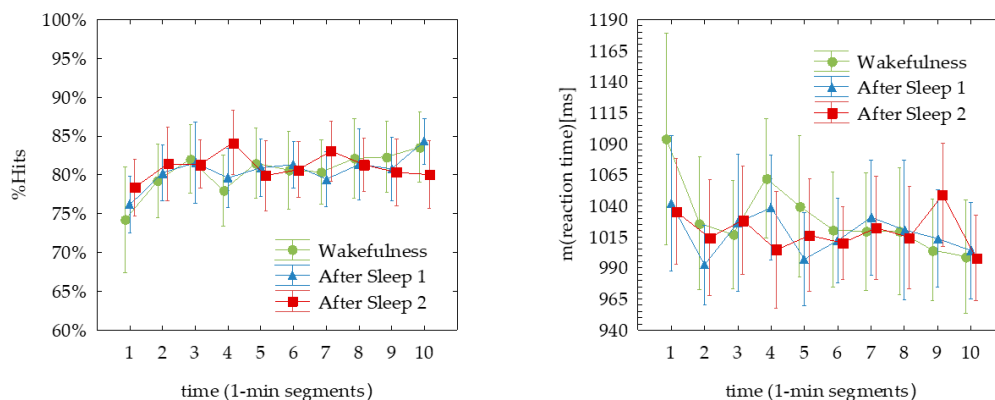 100%
95%
90%
85%
80%
75%
70%
65%
60%
%Hits
Wakefulness
After Sleep 1
After Sleep 2
1 2 3 4 5 6 7 8 9 10
time (1-min segments)
1190
1165
1140
1115
1090
1065
1040
1015
990
965
940
m(reaction time)[ms]
Wakefulness
After Sleep 1
After Sleep 2
1 2 3 4 5 6 7 8 9 10
time (1-min segments)